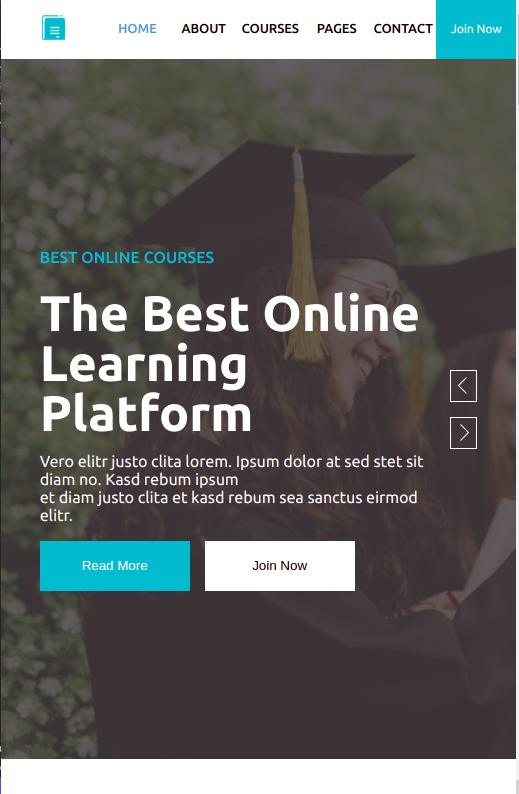 HOME ABOUT COURSES PAGES CONTACT Join Now
BEST ONLINE COURSES
The Best Online
Learning
Platform
Vero elitr justo clita lorem. Ipsum dolor at sed stet sit
diam no. Kasd rebum ipsum
et diam justo clita et kasd rebum sea sanctus eirmod
elitr.
Read More Join Now